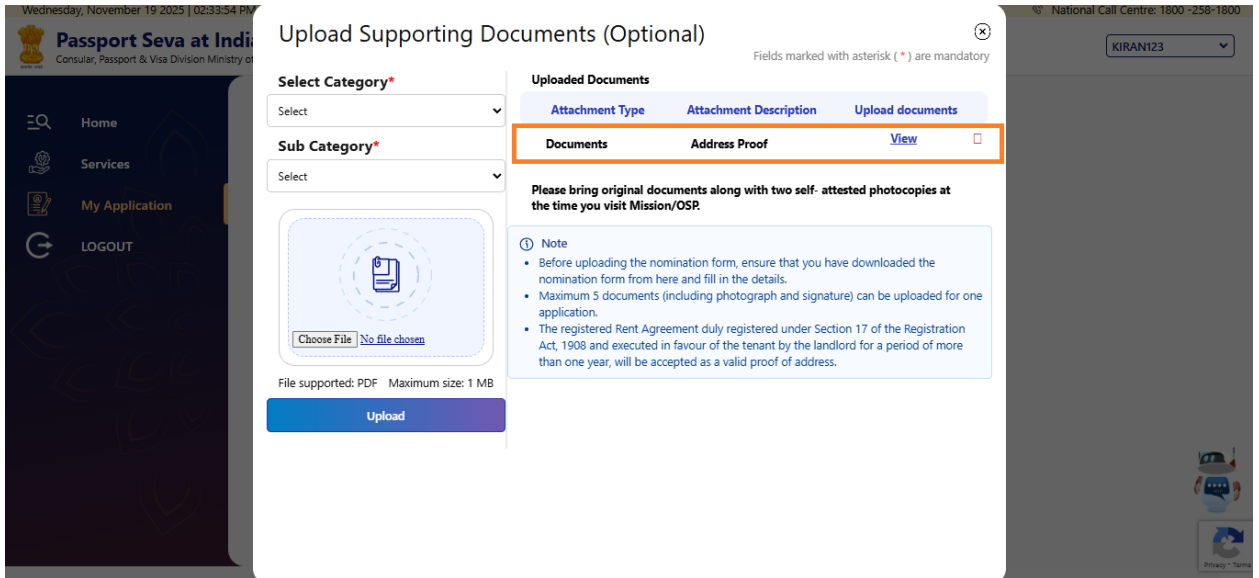 Wednesday, November 19 2025 | 02:33:54 PM
National Call Centre: 1800 -258-1800
Passport Seva at Indi
Consular, Passport & Visa Division Ministry of
KIRAN123
Home
Services
My Application
LOGOUT
Upload Supporting Documents (Optional)
Fields marked with asterisk ( * ) are mandatory
Select Category*
Select
Sub Category*
Select
Choose File No file chosen
File supported: PDF Maximum size: 1 MB
Upload
Uploaded Documents
Attachment Type Attachment Description Upload documents
Documents Address Proof View
Please bring original documents along with two self- attested photocopies at
the time you visit Mission/OSP.
Note
• Before uploading the nomination form, ensure that you have downloaded the
nomination form from here and fill in the details.
• Maximum 5 documents (including photograph and signature) can be uploaded for one
application.
• The registered Rent Agreement duly registered under Section 17 of the Registration
Act, 1908 and executed in favour of the tenant by the landlord for a period of more
than one year, will be accepted as a valid proof of address.
Privacy • Terms